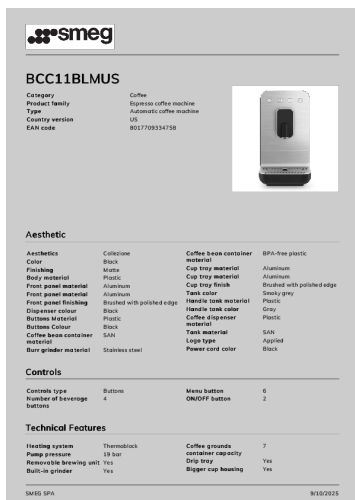 smeg
BCC11BLMUS
Category Coffee
Product family Espresso coffee machine
Type Automatic coffee machine
Country version US
EAN code 8017709334758
Aesthetic
Aesthetics Collezione
Color Black
Finishing Matte
Body material Plastic
Front panel material Aluminum
Front panel material Aluminum
Front panel finishing Brushed with polished edge
Dispenser colour Black
Buttons Material Plastic
Buttons Colour Black
Coffee bean container SAN
material
Burr grinder material Stainless steel
Coffee bean container BPA-free plastic
material
Cup tray material Aluminum
Cup tray material Aluminum
Cup tray finish Brushed with polished edge
Tank color Smoky grey
Handle tank material Plastic
Handle tank color Gray
Coffee dispenser Plastic
material
Tank material SAN
Logo type Applied
Power cord color Black
Controls
Controls type Buttons
Number of beverage 4
buttons
Menu button 6
ON/OFF button 2
Technical Features
Heating system Thermoblock
Pump pressure 19 bar
Removable brewing unit Yes
Built-in grinder Yes
Coffee grounds 7
container capacity
Drip tray Yes
Bigger cup housing Yes
SMEG SPA 9/10/2025